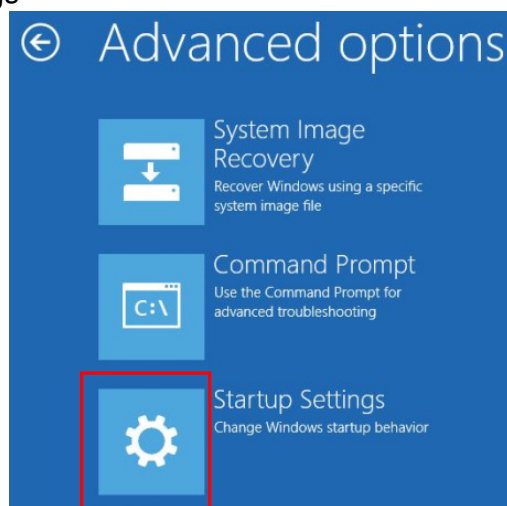 Advanced options
System Image
Recovery
Recover Windows using a specific
system image file
Command Prompt
C:\
Use the Command Prompt for
advanced troubleshooting
Startup Settings
Change Windows startup behavior